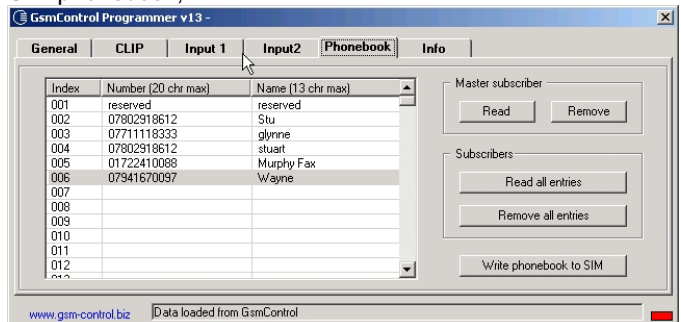 GsmControl Programmer v13 -
General CLIP Input 1 Input2 Phonebook Info
Index Number (20 chr max) Name (13 chr max)
001 reserved reserved
002 07802918612 Stu
003 07711118333 glynne
004 07802918612 stuart
005 01722410088 Murphy Fax
006 07941670097 Wayne
007
008
009
010
011
012
Master subscriber
Read Remove
Subscribers
Read all entries
Remove all entries
Write phonebook to SIM
www.gsm-control.biz Data loaded from GsmControl